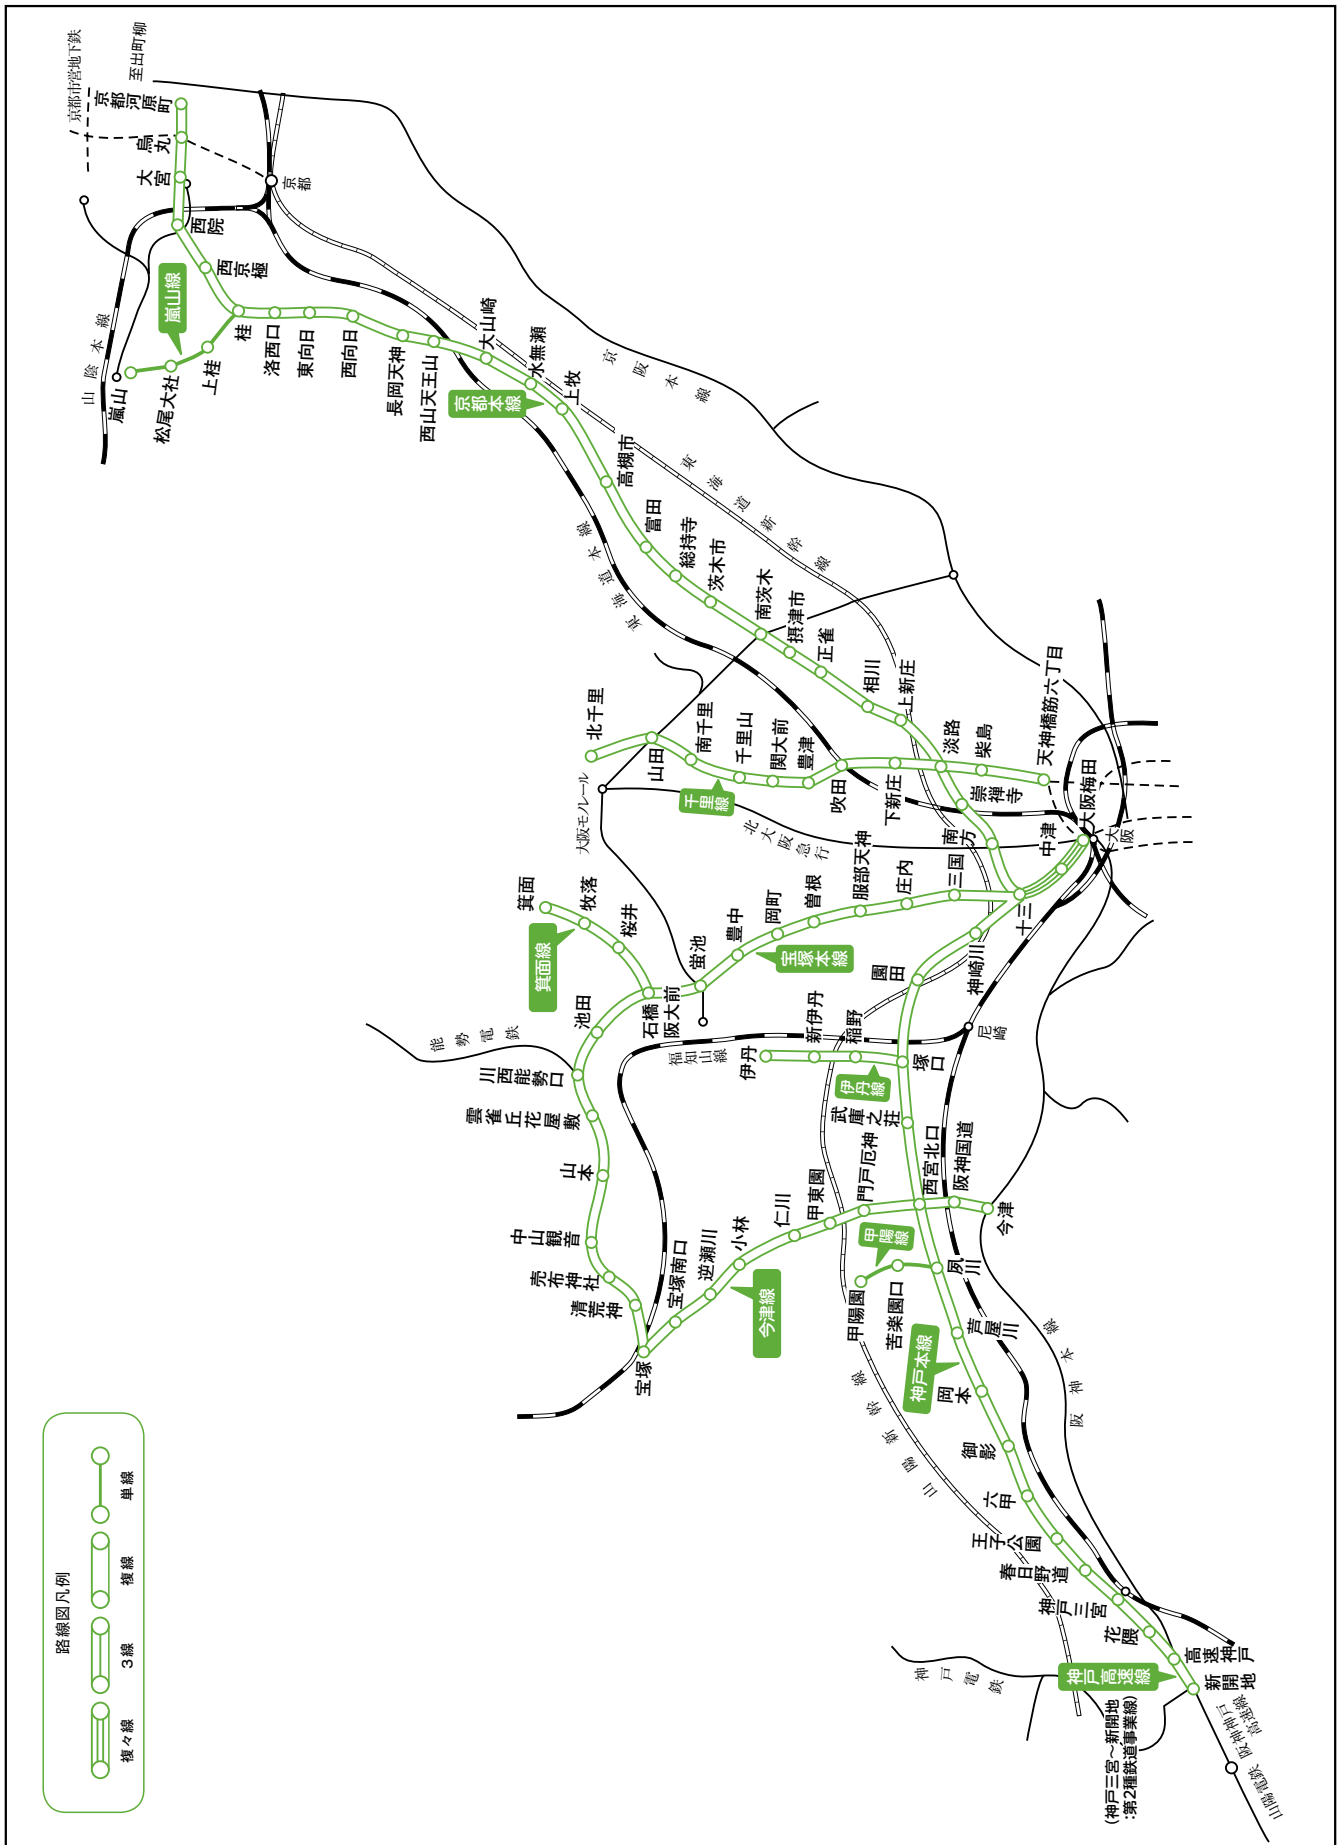 京都市営地下鉄
至出町柳
京都河原町
烏丸
大宮
西院
西京極
京都
嵐山線
山陰本線
嵐山
松尾大社
上桂
桂
洛西口
東向日
西向日
長岡天神
西山天王山
大山崎
水無瀬
上牧
京都本線
京阪本線
高槻市
東海道新幹線
東海道本線
富田
総持寺
茨木市
南茨木
摂津市
正雀
相川
上新庄
淡路
柴島
天神橋筋六丁目
北千里
山田
南千里
千里山
関大前
豊津
吹田
下新庄
千里線
崇禅寺
南方
中津
大阪梅田
大阪
大阪モノレール
北大阪急行
箕面
牧落
桜井
箕面線
石橋阪大前
蛍池
豊中
岡町
曽根
服部天神
庄内
三国
十三
宝塚本線
神崎川
園田
池田
能勢電鉄
川西能勢口
雲雀丘花屋敷
山本
中山観音
売布神社
清荒神
宝塚
福知山線
伊丹
新伊丹
稲野
塚口
伊丹線
尼崎
武庫之荘
西宮北口
阪神国道
今津
門戸厄神
甲東園
仁川
小林
逆瀬川
宝塚南口
今津線
甲陽線
甲陽園
苦楽園口
夙川
芦屋川
神戸本線
岡本
御影
六甲
王子公園
春日野道
神戸三宮
花隈
高速神戸
新開地
阪神本線
山陽新幹線
神戸電鉄
神戸高速線
(神戸三宮〜新開地
:第2種鉄道事業線)
阪神神戸
高速線
山陽電鉄
路線図凡例
単線
複線
3線
複々線